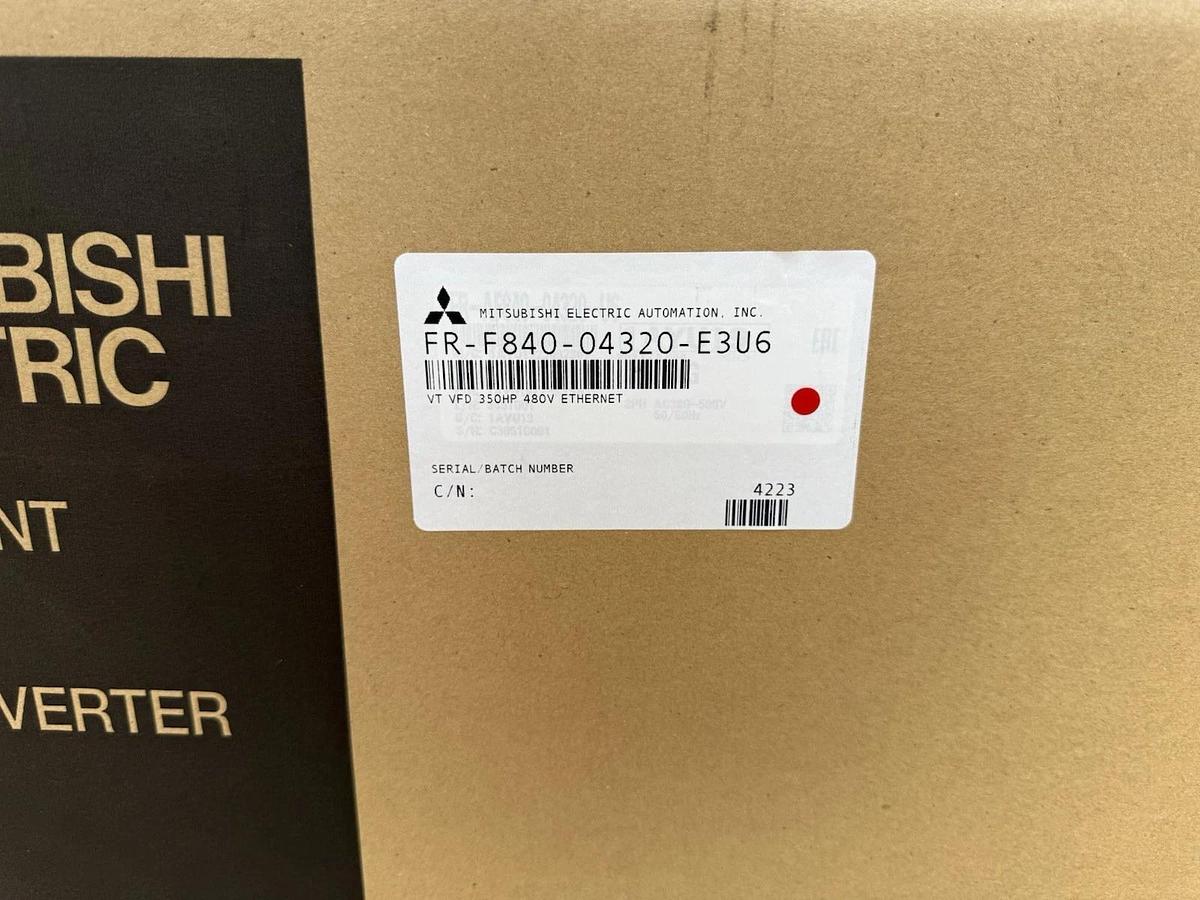 BISHI
TRIC
NT
VERTER
MITSUBISHI ELECTRIC AUTOMATION, INC.
FR-F840-04320-E3U6
VT VFD 350HP 480V ETHERNET
SERIAL/BATCH NUMBER
C/N:
4223